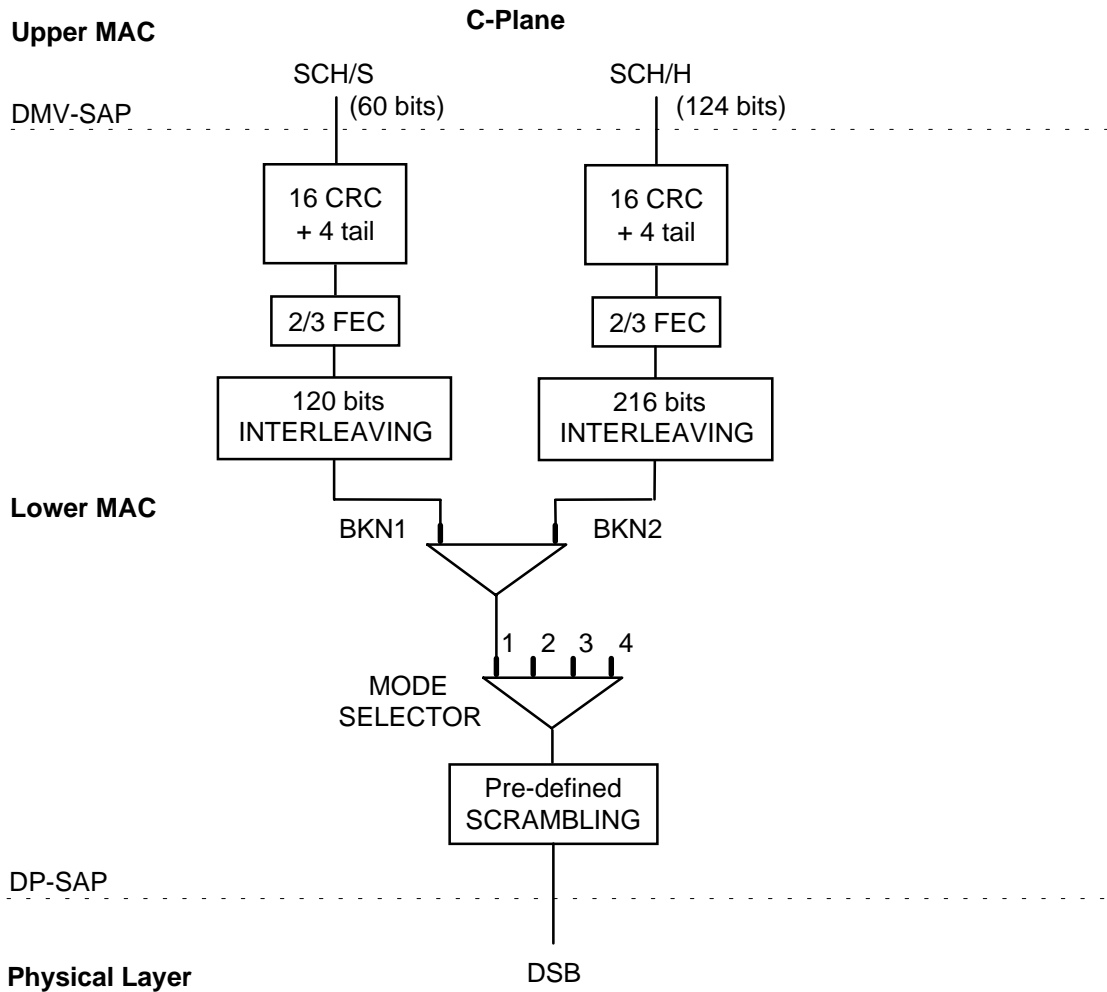 C-Plane
Upper MAC
SCH/S
SCH/H
(60 bits)
(124 bits)
DMV-SAP
16 CRC
+ 4 tail
16 CRC
+ 4 tail
2/3 FEC
2/3 FEC
120 bits
INTERLEAVING
216 bits
INTERLEAVING
Lower MAC
BKN1
BKN2
1 2 3 4
MODE
SELECTOR
Pre-defined
SCRAMBLING
DP-SAP
DSB
Physical Layer